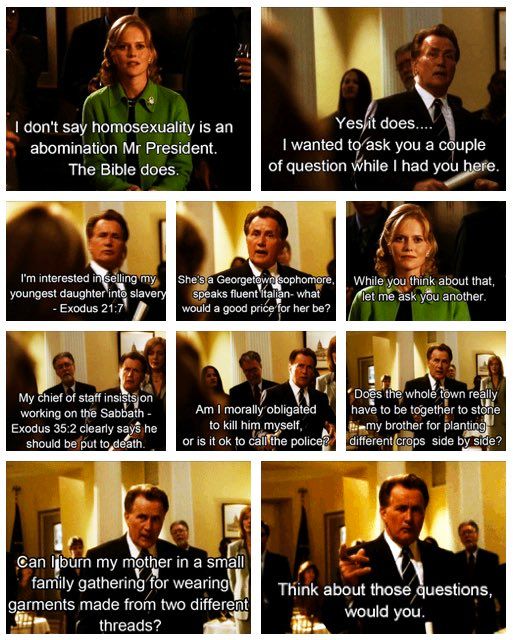 I don't say homosexuality is an
abomination Mr President.
The Bible does.
Yes it does....
I wanted to ask you a couple
of question while I had you here.
I'm interested in selling my
youngest daughter into slavery
- Exodus 21:7
She's a Georgetown sophomore,
speaks fluent Italian- what
would a good price for her be?
While you think about that,
let me ask you another.
My chief of staff insists on
working on the Sabbath -
Exodus 35:2 clearly says he
should be put to death.
Am I morally obligated
to kill him myself,
or is it ok to call the police?
Does the whole town really
have to be together to stone
my brother for planting
different crops side by side?
Can I burn my mother in a small
family gathering for wearing
garments made from two different
threads?
Think about those questions,
would you.